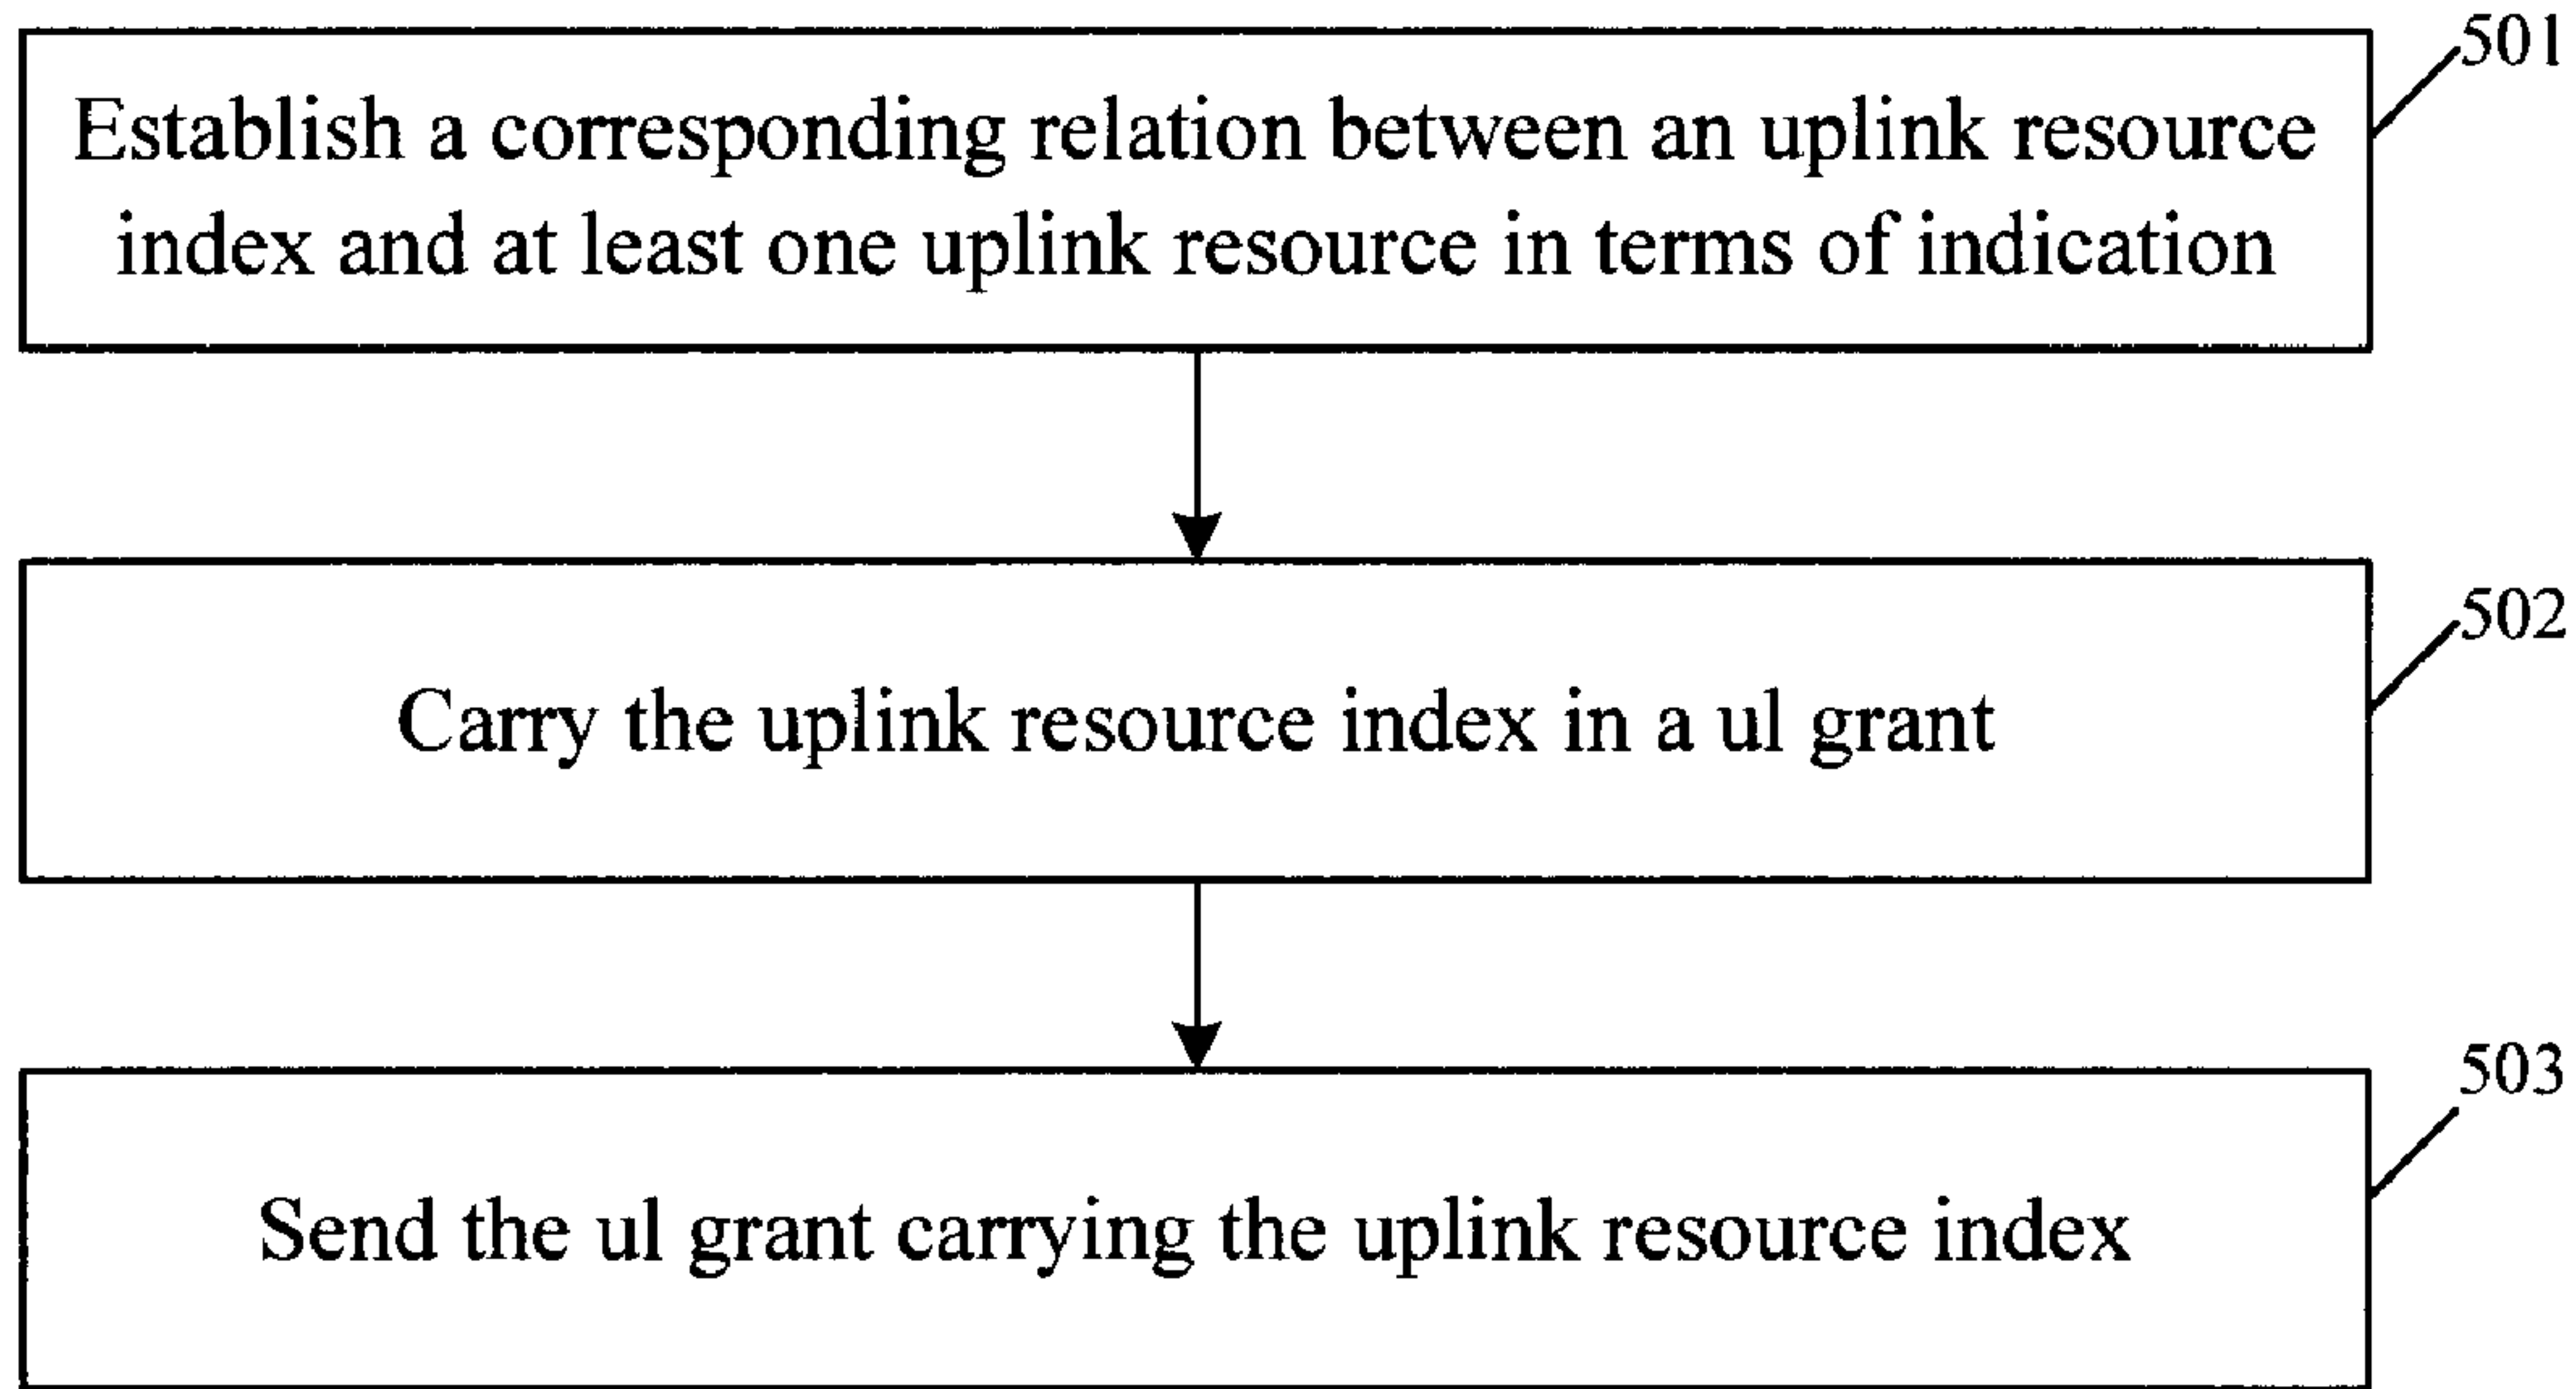 501
Establish a corresponding relation between an uplink resource
index and at least one uplink resource in terms of indication
502
Carry the uplink resource index in a ul grant
503
Send the ul grant carrying the uplink resource index